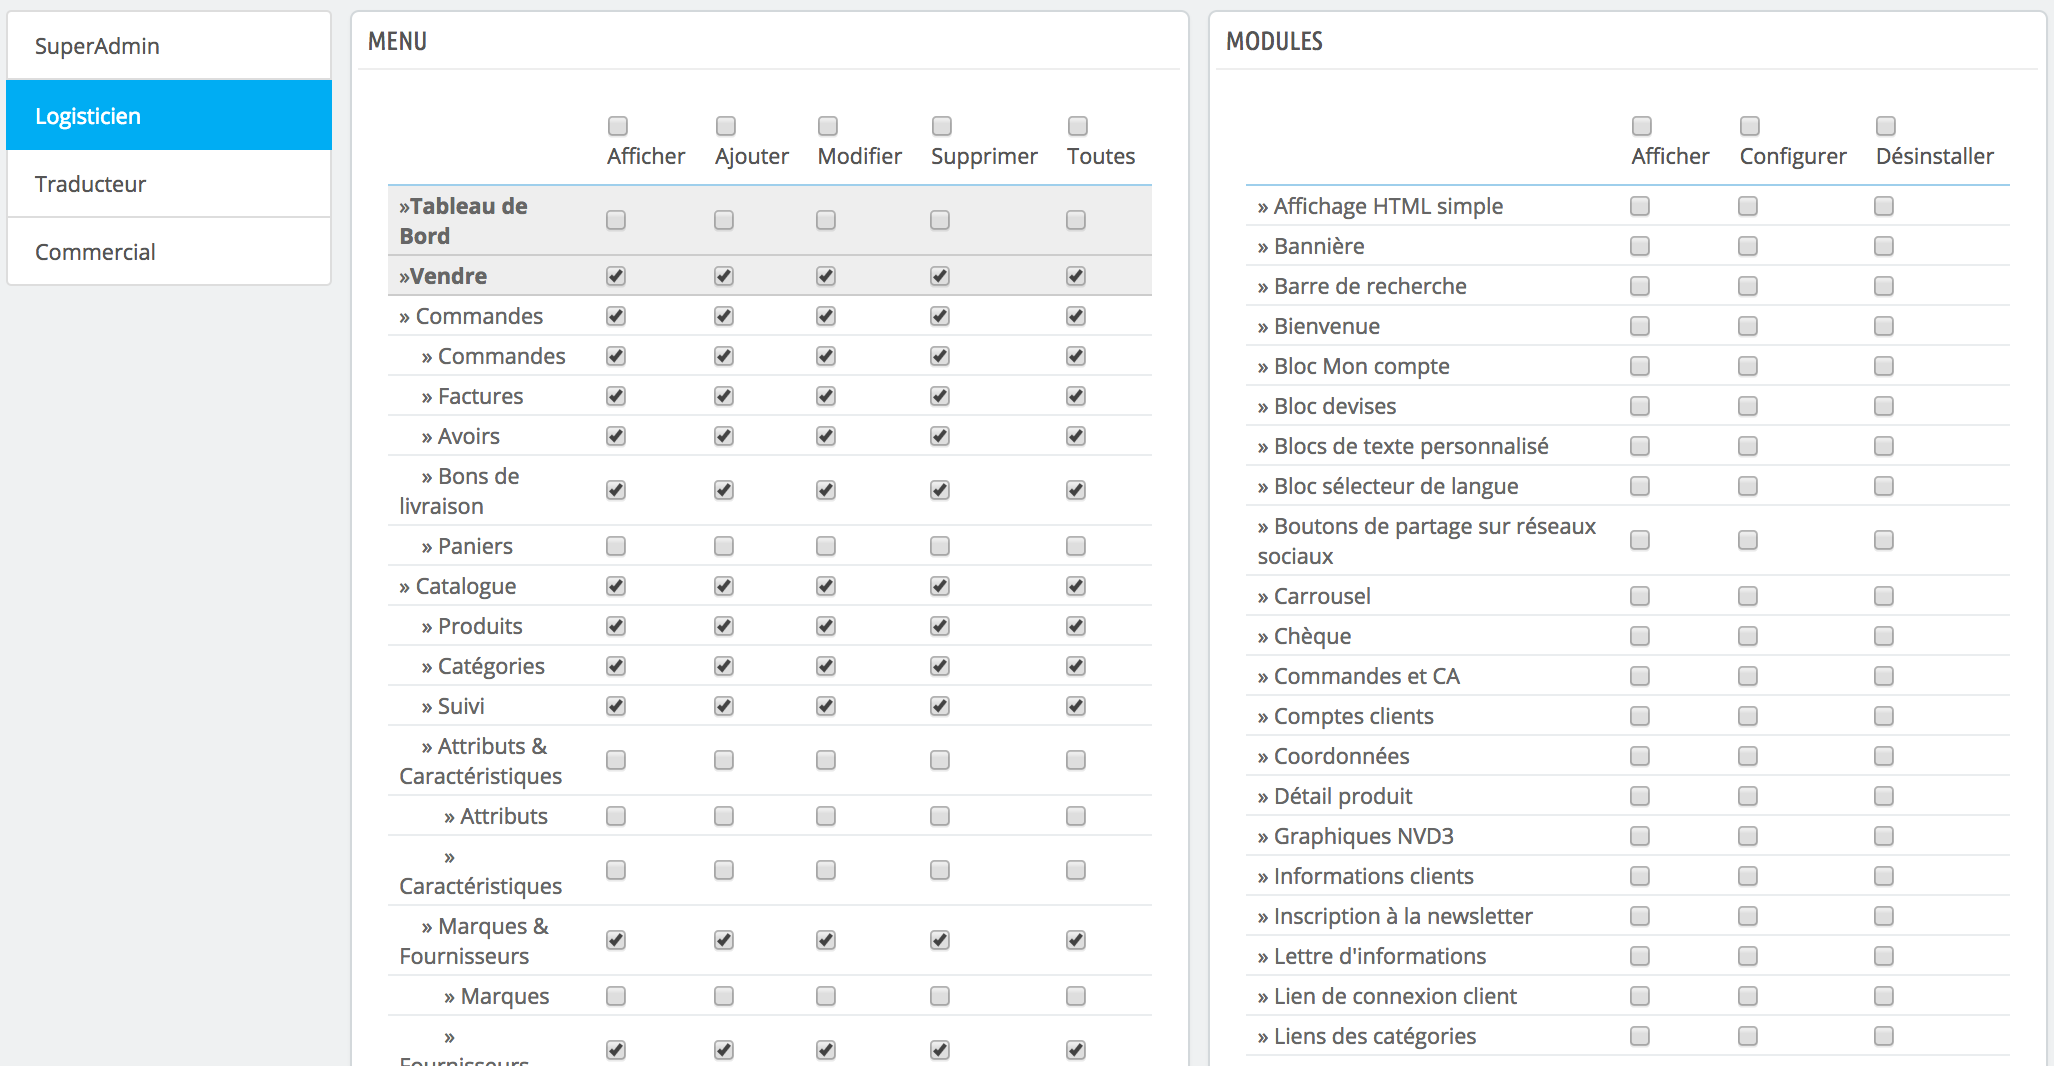 SuperAdmin
Logisticien
Traducteur
Commercial
MENU
Afficher Ajouter Modifier Supprimer Toutes
»Tableau de
Bord
»Vendre
» Commandes
» Commandes
» Factures
» Avoirs
» Bons de
livraison
» Paniers
» Catalogue
» Produits
» Catégories
» Suivi
» Attributs &
Caractéristiques
» Attributs
»
Caractéristiques
» Marques &
Fournisseurs
» Marques
»
Fournisseurs
MODULES
Afficher Configurer Désinstaller
» Affichage HTML simple
» Bannière
» Barre de recherche
» Bienvenue
» Bloc Mon compte
» Bloc devises
» Blocs de texte personnalisé
» Bloc sélecteur de langue
» Boutons de partage sur réseaux
sociaux
» Carrousel
» Chèque
» Commandes et CA
» Comptes clients
» Coordonnées
» Détail produit
» Graphiques NVD3
» Informations clients
» Inscription à la newsletter
» Lettre d'informations
» Lien de connexion client
» Liens des catégories